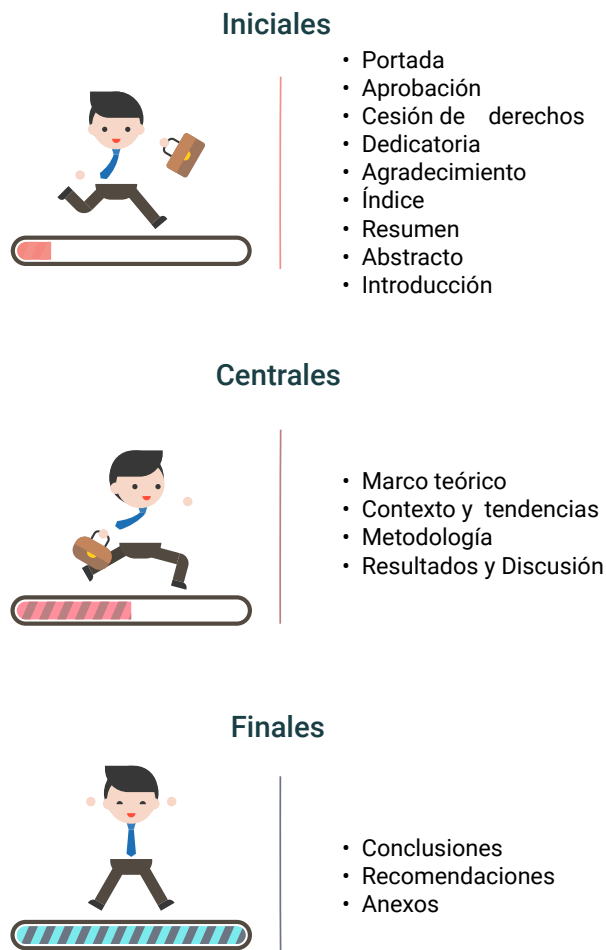 Iniciales
• Portada
• Aprobación
• Cesión de derechos
• Dedicatoria
• Agradecimiento
• Índice
• Resumen
• Abstracto
• Introducción
Centrales
• Marco teórico
• Contexto y tendencias
• Metodología
• Resultados y Discusión
Finales
• Conclusiones
• Recomendaciones
• Anexos